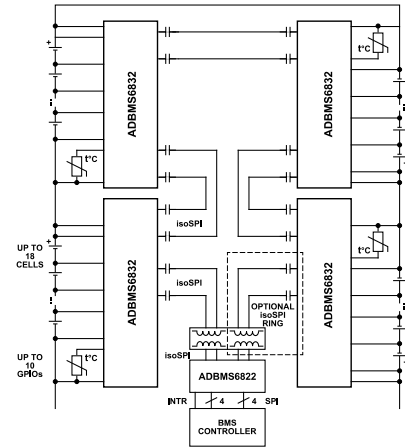 ADBMS6832
ADBMS6832
t°C
t°C
+
isoSPI
ADBMS6832
ADBMS6832
UP TO
18
CELLS
+
isoSPI
t°C
OPTIONAL
isoSPI
RING
isoSPI
UP TO
10
GPIOs
t°C
ADBMS6822
INTR
4
4
SPI
BMS
CONTROLLER